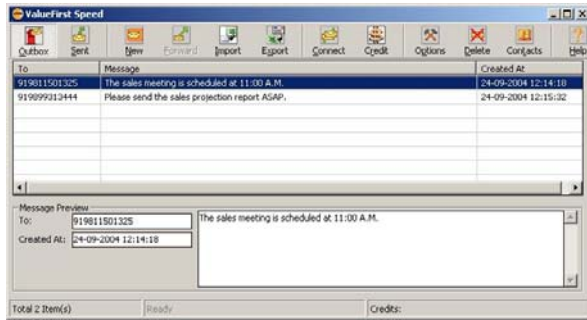 ValueFirst Speed
Outbox Sent New Forward Import Export Connect Credit Options Delete Contacts Help
To Message Created At
919811501325 The sales meeting is scheduled at 11:00 A.M. 24-09-2004 12:14:18
919899313444 Please send the sales projection report ASAP. 24-09-2004 12:15:32
Message Preview
To: 919811501325 The sales meeting is scheduled at 11:00 A.M.
Created At: 24-09-2004 12:14:18
Total 2 Item(s) Ready Credits: